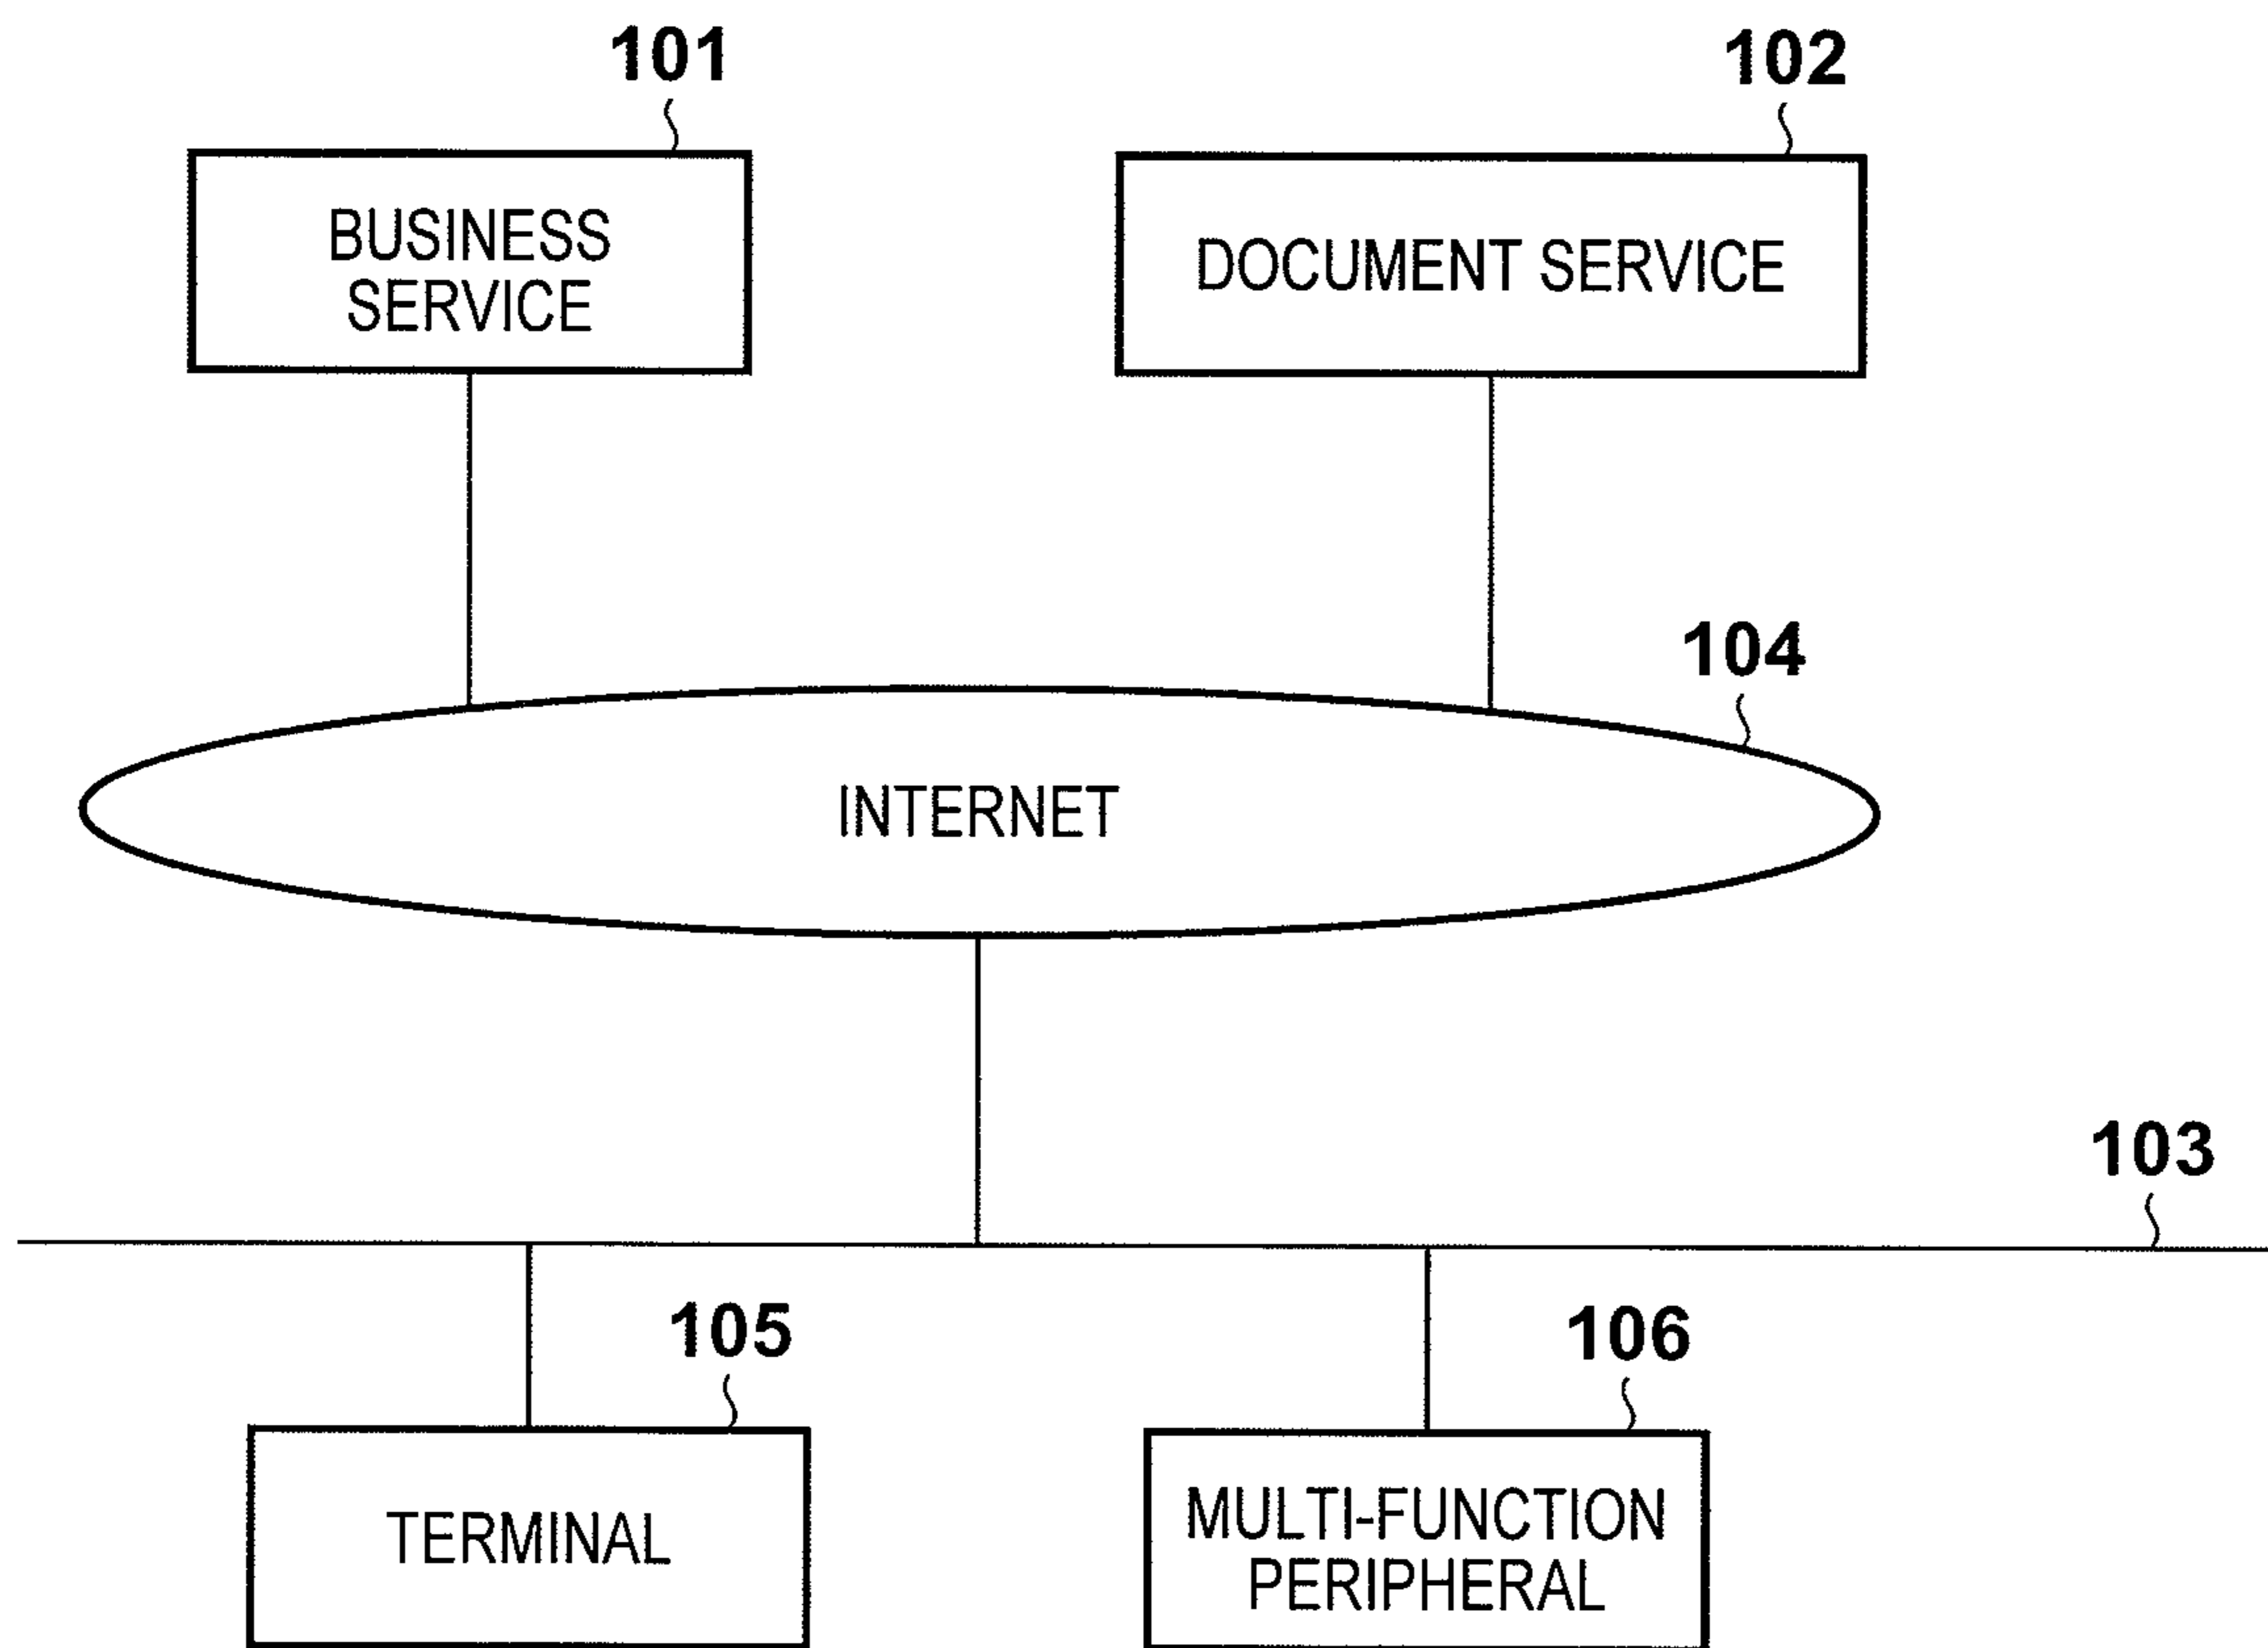 101
102
BUSINESS
SERVICE
DOCUMENT SERVICE
104
INTERNET
103
105
106
TERMINAL
MULTI-FUNCTION
PERIPHERAL